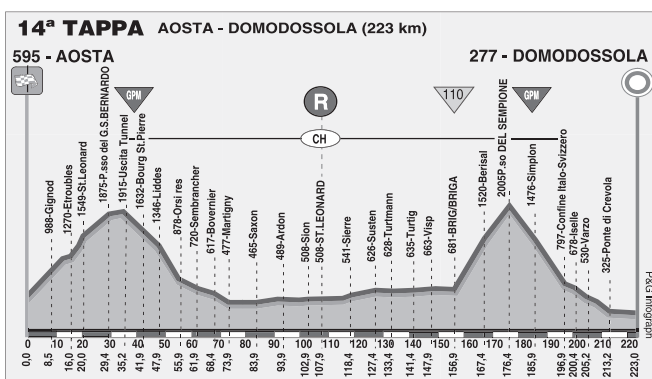 14ª TAPPA AOSTA - DOMODOSSOLA (223 km)
595 - AOSTA
277 - DOMODOSSOLA
GPM
R
110
GPM
CH
988-Gignod
1270-Etroubles
1549-St.Leonard
1875-P.sso del G.S.BERNARDO
1915-Uscita Tunnel
1632-Bourg St.Pierre
1346-Liddes
878-Orsi res
720-Sembrancher
617-Bovernier
477-Martigny
465-Saxon
489-Ardon
508-Sion
508-ST.LEONARD
541-Sierre
626-Susten
628-Turtmann
635-Turtig
663-Visp
681-BRIG/BRIGA
1520-Berisal
2005P.so DEL SEMPIONE
1476-Simplon
797-Confine Italo-Svizzero
678-Iselle
530-Varzo
325-Ponte di Crevola
P&G Infograph
0 10 20 30 40 50 60 70 80 90 100 110 120 130 140 150 160 170 180 190 200 210 220
0,0 8,5 16,0 20,0 29,4 35,2 41,9 47,9 55,9 61,9 68,4 73,9 83,9 93,9 102,9 107,9 118,4 127,4 133,4 141,4 147,9 156,9 167,4 176,4 185,9 196,9 200,4 205,2 213,2 223,0